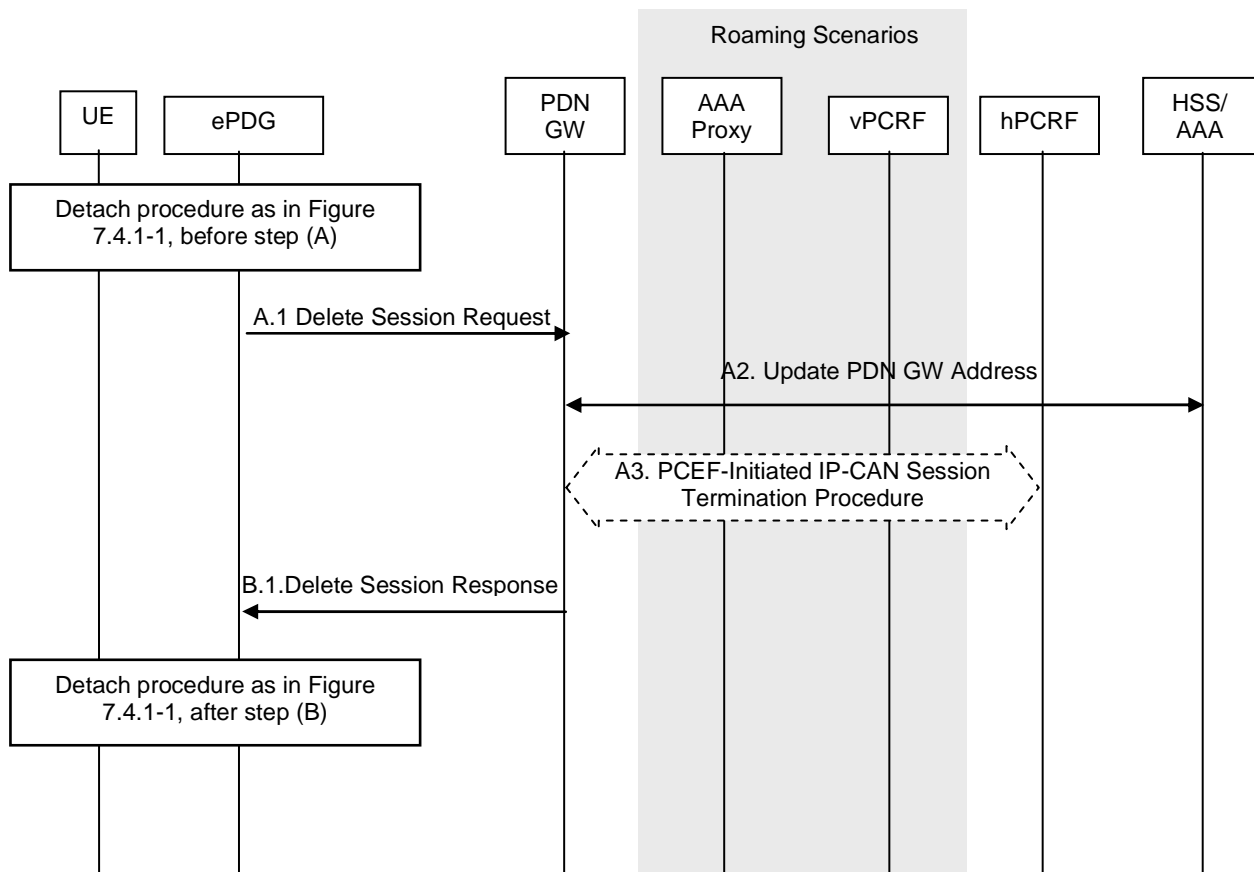 Roaming Scenarios
UE
ePDG
PDN
GW
AAA
Proxy
vPCRF
hPCRF
HSS/
AAA
Detach procedure as in Figure
7.4.1-1, before step (A)
A.1 Delete Session Request
A2. Update PDN GW Address
A3. PCEF-Initiated IP-CAN Session
Termination Procedure
B.1.Delete Session Response
Detach procedure as in Figure
7.4.1-1, after step (B)